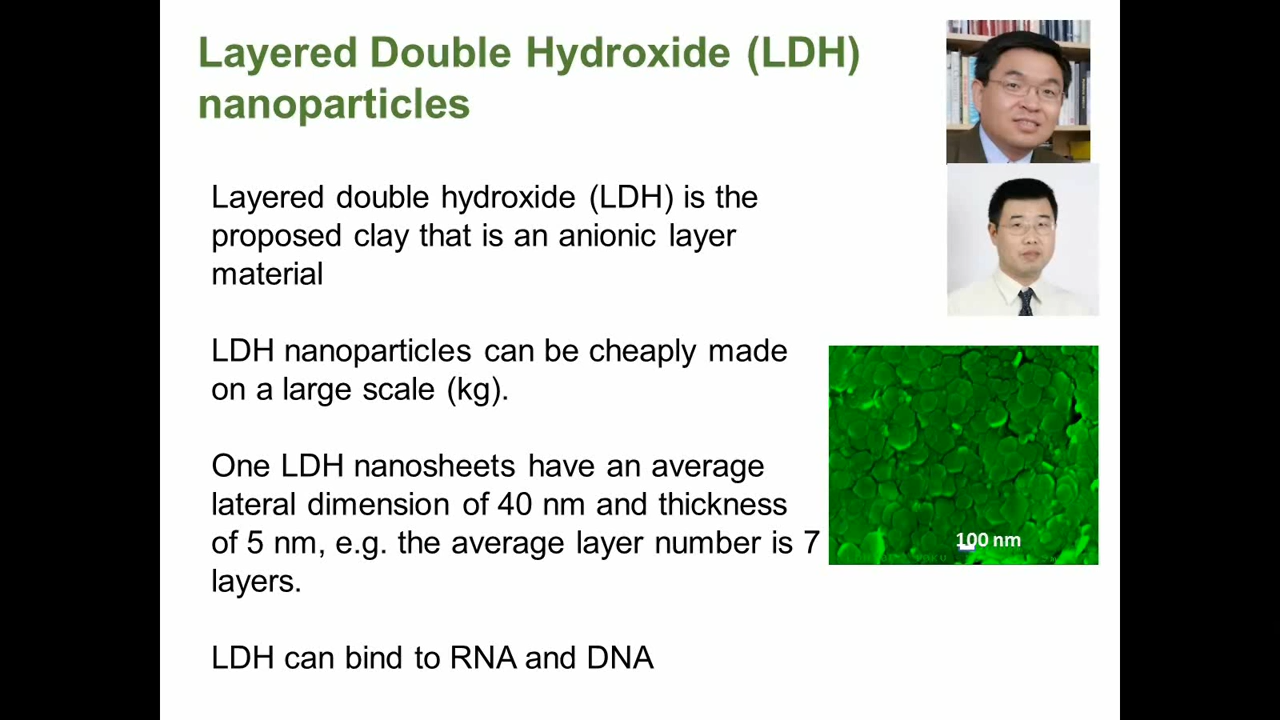 Layered Double Hydroxide (LDH)
nanoparticles
Layered double hydroxide (LDH) is the
proposed clay that is an anionic layer
material
LDH nanoparticles can be cheaply made
on a large scale (kg).
One LDH nanosheets have an average
lateral dimension of 40 nm and thickness
of 5 nm, e.g. the average layer number is 7
layers.
LDH can bind to RNA and DNA
100 nm